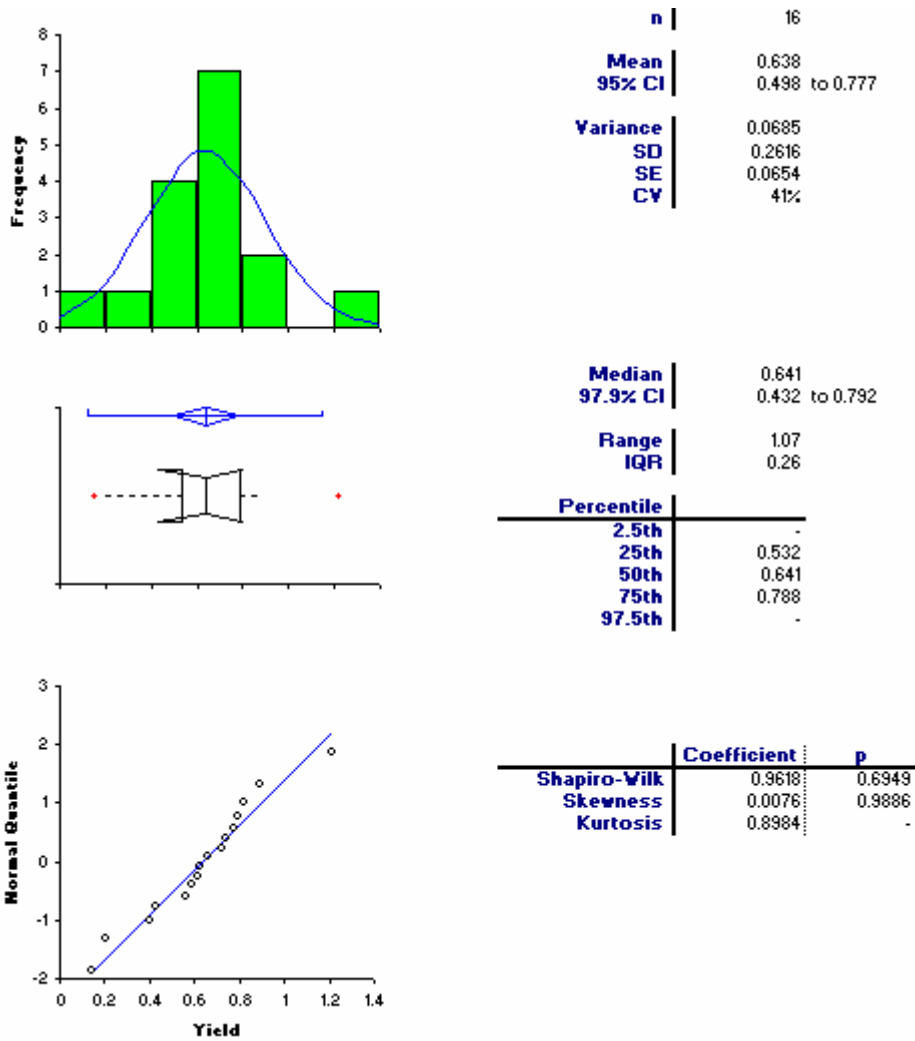 n 16
Mean 0.638
95% CI 0.498 to 0.777
Variance 0.0685
SD 0.2616
SE 0.0654
CV 41%
8
7
6
5
4
3
2
1
0
Frequency
Median 0.641
97.9% CI 0.432 to 0.792
Range 1.07
IQR 0.26
Percentile
2.5th -
25th 0.532
50th 0.641
75th 0.788
97.5th -
3
2
1
0
-1
-2
Normal Quantile
0 0.2 0.4 0.6 0.8 1 1.2 1.4
Yield
Coefficient p
Shapiro-Wilk 0.9618 0.6949
Skewness 0.0076 0.9886
Kurtosis 0.8984 -